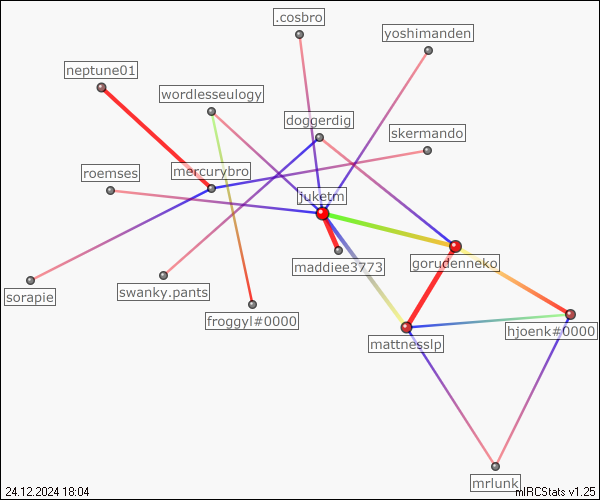 .cosbro
yoshimanden
neptune01
wordlesseulogy
doggerdig
skermando
roemses
mercurybro
juketm
gorudenneko
maddiee3773
sorapie
swanky.pants
froggyl#0000
hjoenk#0000
mattnesslp
mrlunk
24.12.2024 18:04
mIRCStats v1.25